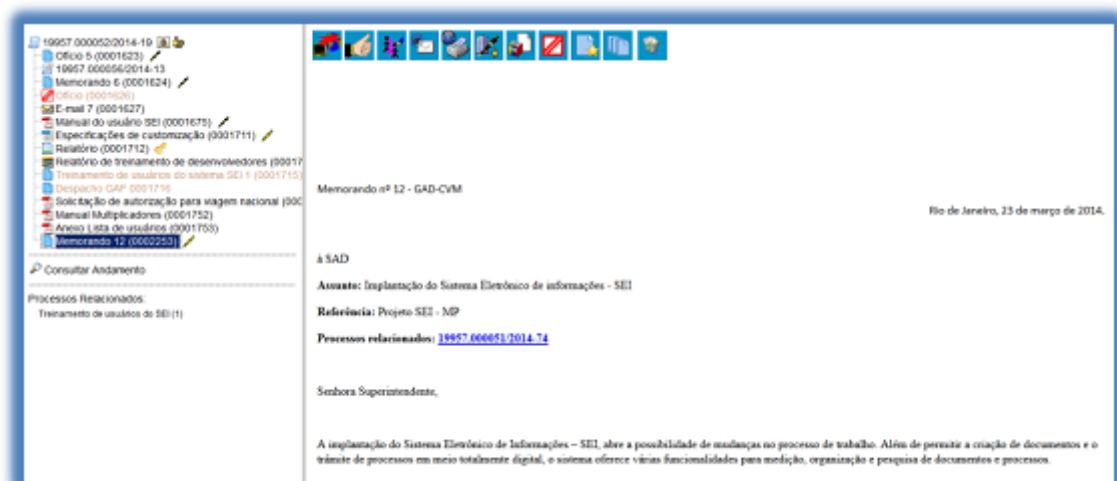 19957.000052/2014-19
Ofício 5 (0001623)
19957.000056/2014-13
Memorando 6 (0001624)
Ofício (0001626)
E-mail 7 (0001627)
Manual do usuário SEI (0001675)
Especificações de customização (0001711)
Relatório (0001712)
Relatório de treinamento de desenvolvedores (00017
Treinamento de usuários do sistema SEI 1 (0001715)
Despacho GAF 0001716
Solicitação de autorização para viagem nacional (000
Manual Multiplicadores (0001752)
Anexo Lista de usuários (0001753)
Memorando 12 (0002253)
Consultar Andamento
Processos Relacionados:
Treinamento de usuários do SEI (1)
Memorando nº 12 - GAD-CVM
Rio de Janeiro, 23 de março de 2014.
à SAD
Assunto: Implantação do Sistema Eletrônico de informações - SEI
Referência: Projeto SEI - MP
Processos relacionados: 19957.000051/2014-74
Senhora Superintendente,
A implantação do Sistema Eletrônico de Informações – SEI, abre a possibilidade de mudanças no processo de trabalho. Além de permitir a criação de documentos e o
trâmite de processos em meio totalmente digital, o sistema oferece várias funcionalidades para medição, organização e pesquisa de documentos e processos.